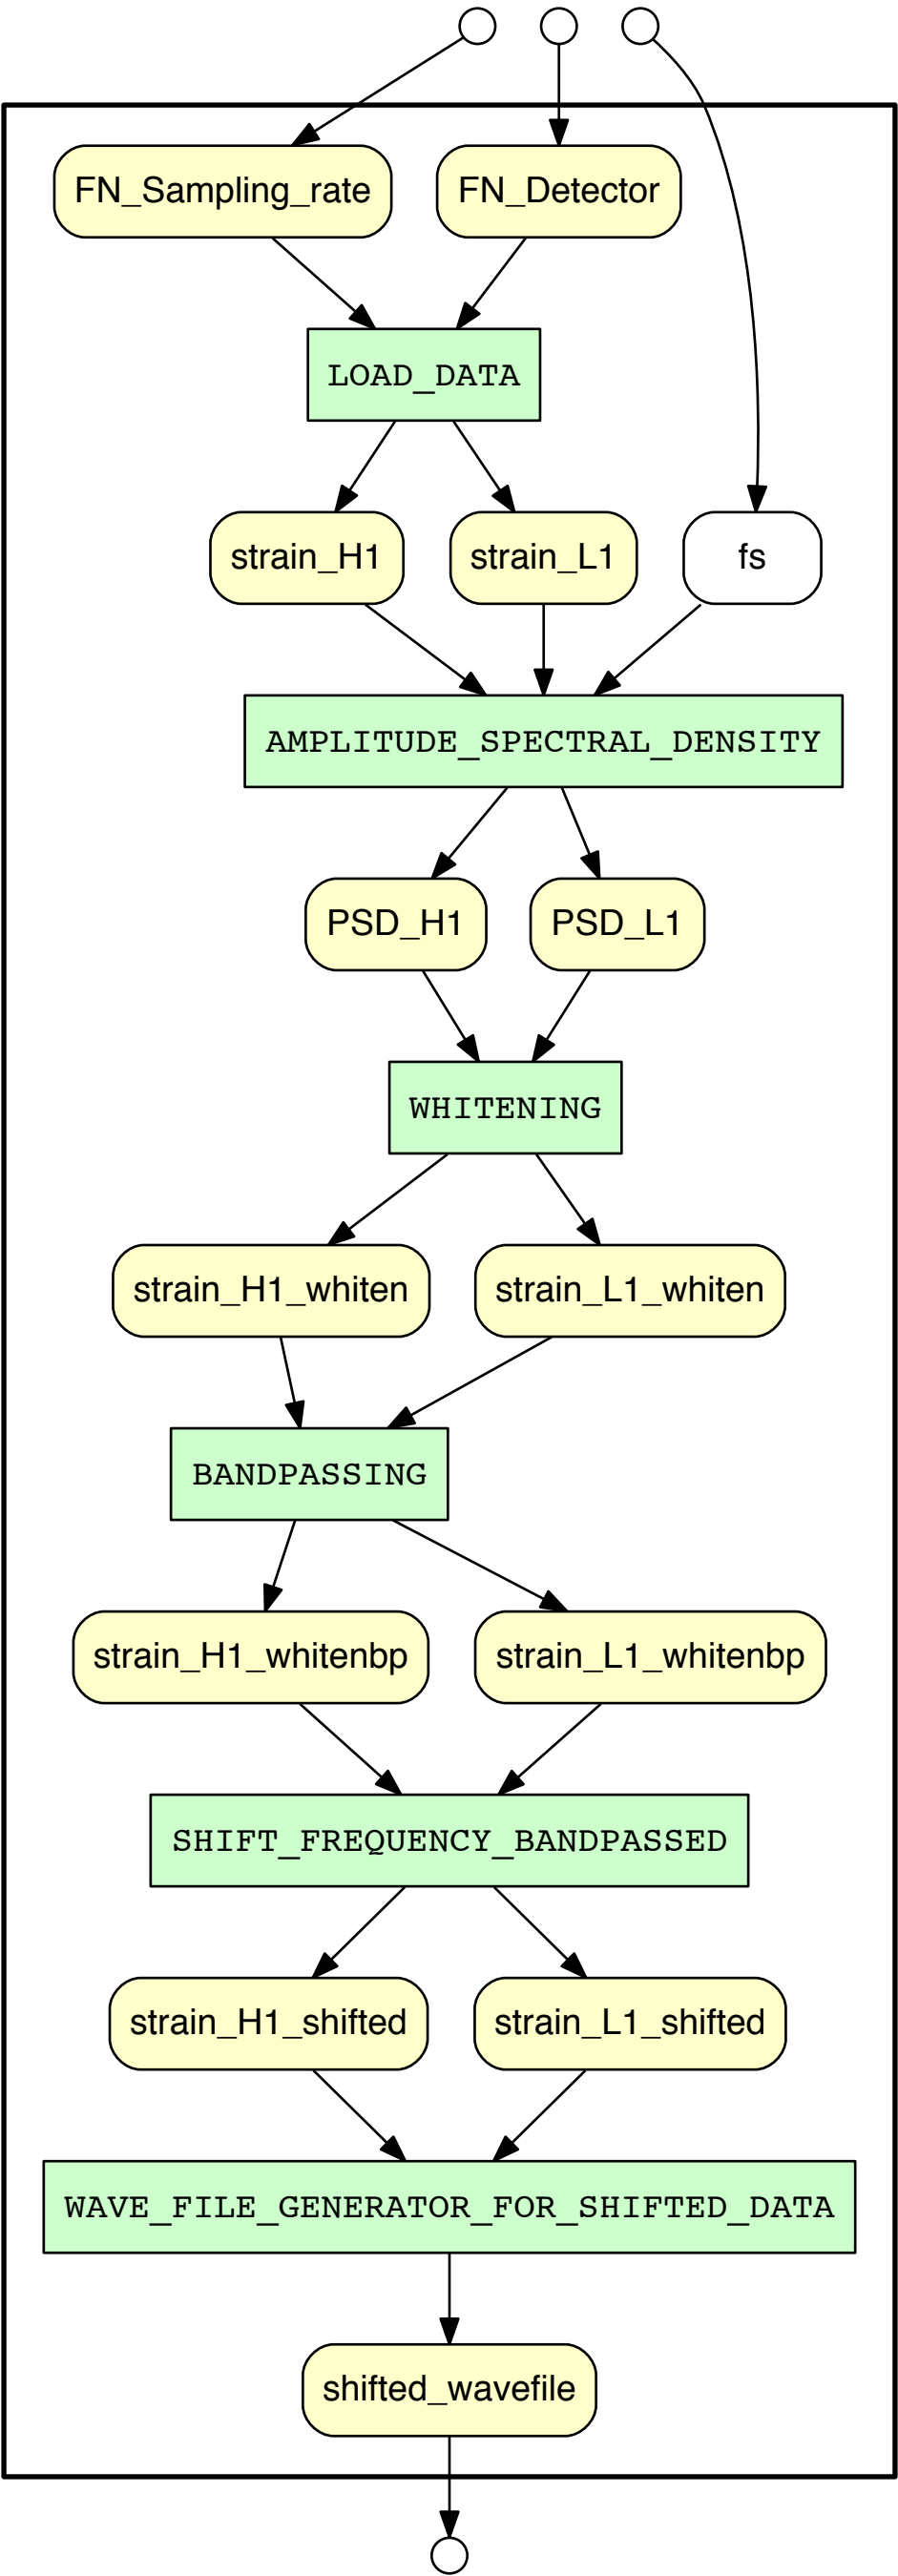 FN_Sampling_rate
FN_Detector
LOAD_DATA
strain_H1
strain_L1
fs
AMPLITUDE_SPECTRAL_DENSITY
PSD_H1
PSD_L1
WHITENING
strain_H1_whiten
strain_L1_whiten
BANDPASSING
strain_H1_whitenbp
strain_L1_whitenbp
SHIFT_FREQUENCY_BANDPASSED
strain_H1_shifted
strain_L1_shifted
WAVE_FILE_GENERATOR_FOR_SHIFTED_DATA
shifted_wavefile